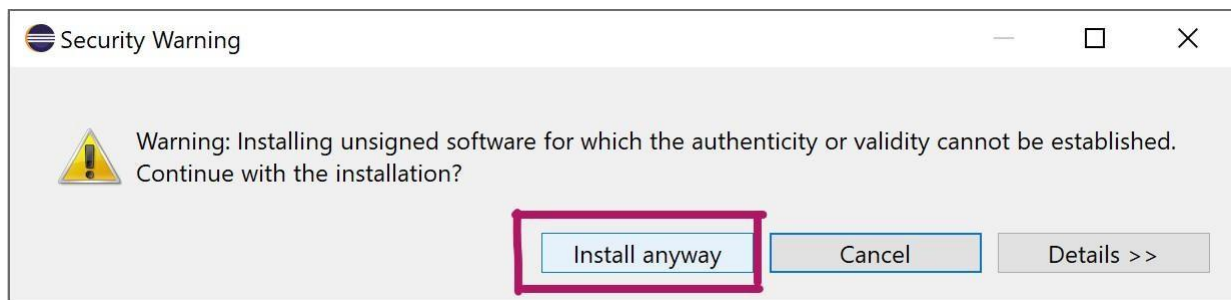 Security Warning
Warning: Installing unsigned software for which the authenticity or validity cannot be established.
Continue with the installation?
Install anyway Cancel Details >>